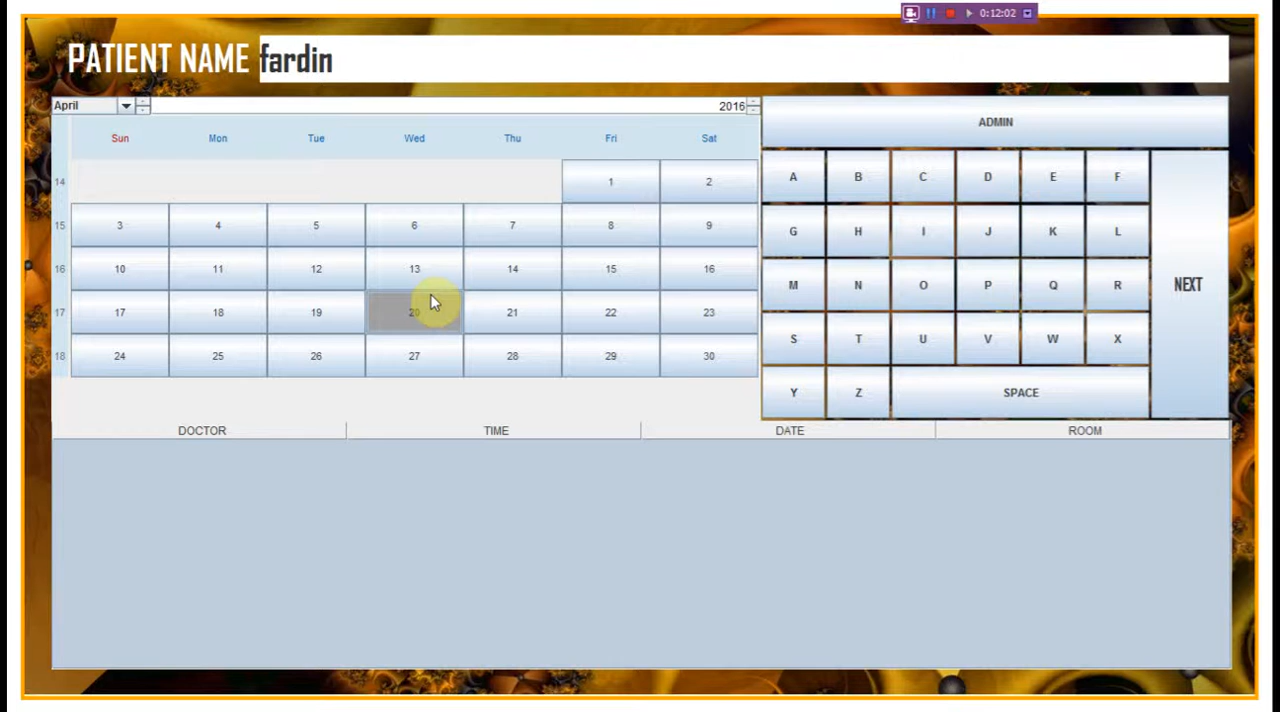 0:12:02
PATIENT NAME fardin
April 2016
ADMIN
Sun Mon Tue Wed Thu Fri Sat
14 1 2
15 3 4 5 6 7 8 9
16 10 11 12 13 14 15 16
17 17 18 19 20 21 22 23
18 24 25 26 27 28 29 30
A B C D E F
G H I J K L
M N O P Q R
S T U V W X
Y Z SPACE
NEXT
DOCTOR TIME DATE ROOM